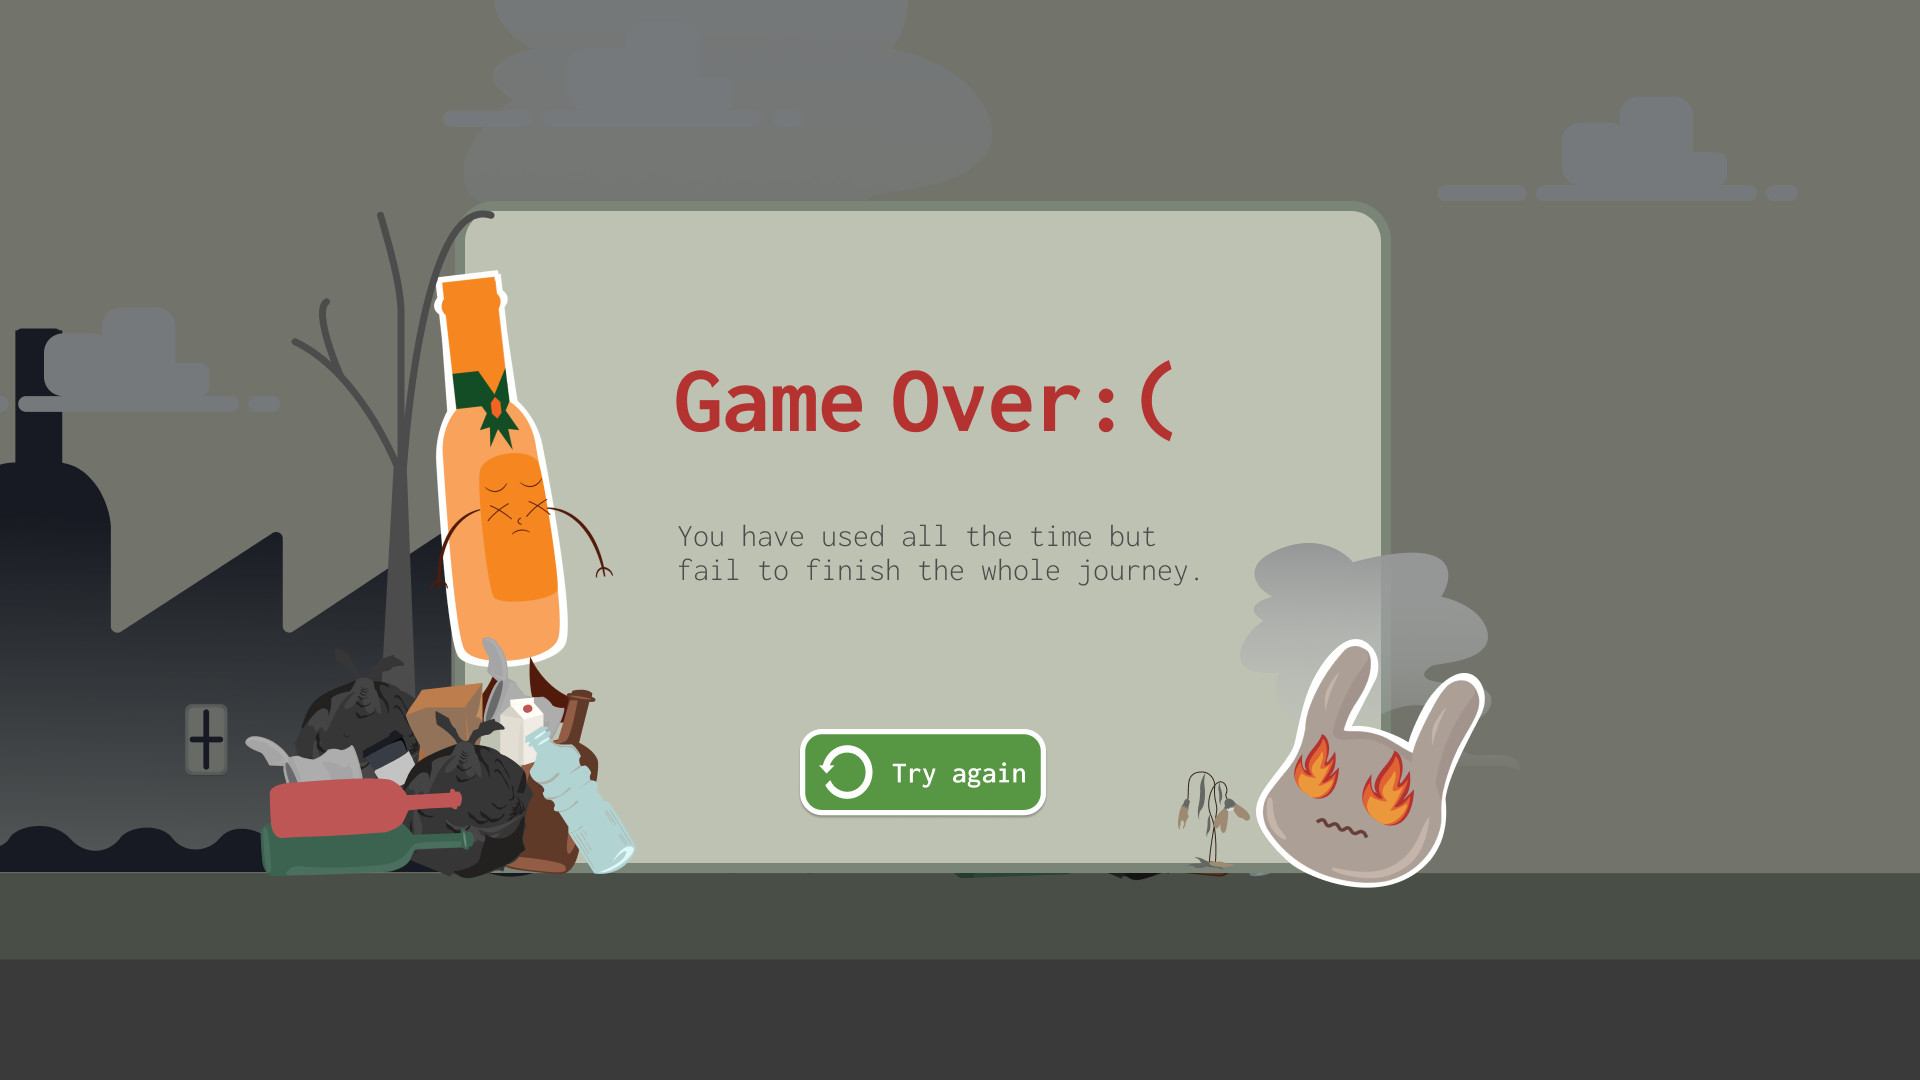 Game Over:(
You have used all the time but
fail to finish the whole journey.
Try again